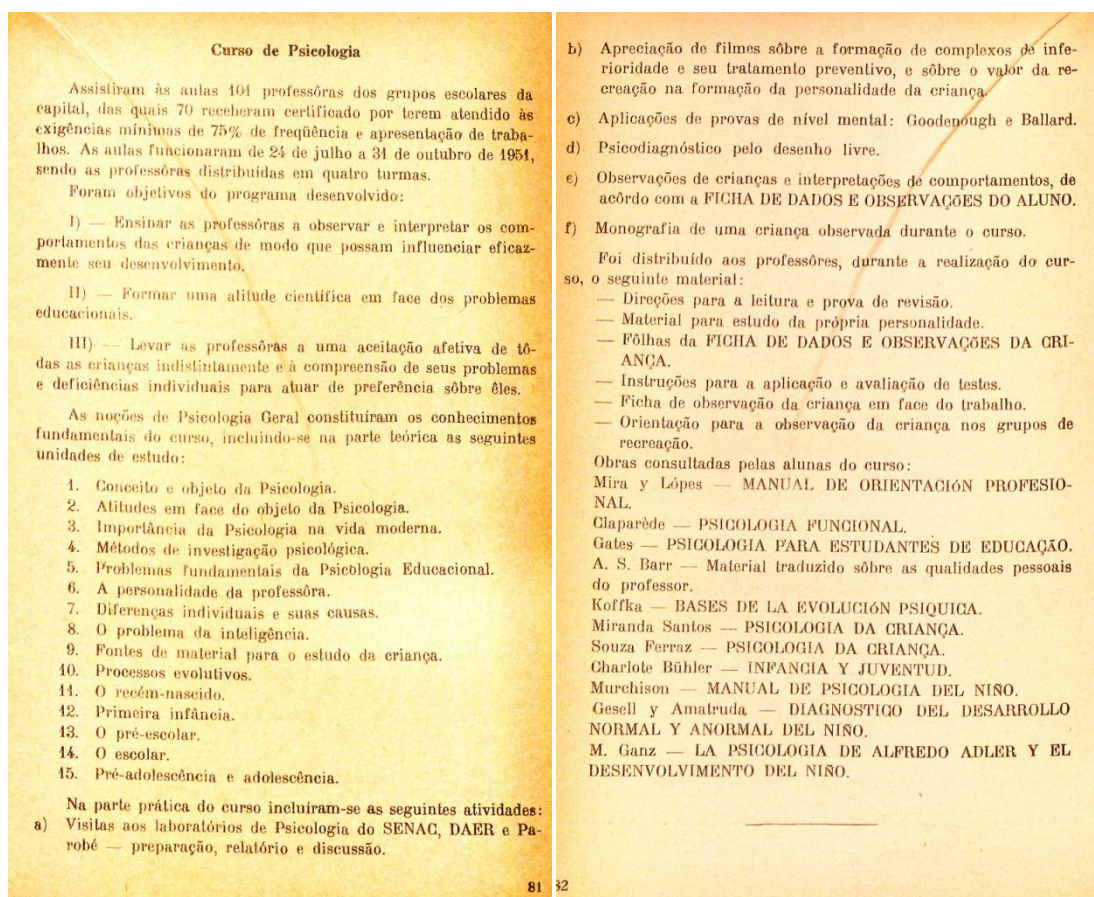 Curso de Psicologia
Assistiram às aulas 101 professôras dos grupos escolares da
capital, das quais 70 receberam certificado por terem atendido às
exigências mínimas de 75% de freqüência e apresentação de traba-
lhos. As aulas funcionaram de 24 de julho a 31 de outubro de 1951,
sendo as professôras distribuídas em quatro turmas.
Foram objetivos do programa desenvolvido:
I) — Ensinar as professôras a observar e interpretar os com-
portamentos das crianças de modo que possam influenciar eficaz-
mente seu desenvolvimento.
II) — Formar uma atitude científica em face dos problemas
educacionais.
III) — Levar as professôras a uma aceitação afetiva de tô-
das as crianças indistintamente e à compreensão de seus problemas
e deficiências individuais para atuar de preferência sôbre êles.
As noções de Psicologia Geral constituíram os conhecimentos
fundamentais do curso, incluindo-se na parte teórica as seguintes
unidades de estudo:
1. Conceito e objeto da Psicologia.
2. Atitudes em face do objeto da Psicologia.
3. Importância da Psicologia na vida moderna.
4. Métodos de investigação psicológica.
5. Problemas fundamentais da Psicologia Educacional.
6. A personalidade da professôra.
7. Diferenças individuais e suas causas.
8. O problema da inteligência.
9. Fontes de material para o estudo da criança.
10. Processos evolutivos.
11. O recém-nascido.
12. Primeira infância.
13. O pré-escolar.
14. O escolar.
15. Pré-adolescência e adolescência.
Na parte prática do curso incluíram-se as seguintes atividades:
a) Visitas aos laboratórios de Psicologia do SENAC, DAER e Pa-
robé — preparação, relatório e discussão.
81
b) Apreciação de filmes sôbre a formação de complexos de infe-
rioridade e seu tratamento preventivo, e sôbre o valor da re-
creação na formação da personalidade da criança.
c) Aplicações de provas de nível mental: Goodenough e Ballard.
d) Psicodiagnóstico pelo desenho livre.
e) Observações de crianças e interpretações de comportamentos, de
acôrdo com a FICHA DE DADOS E OBSERVAÇÕES DO ALUNO.
f) Monografia de uma criança observada durante o curso.
Foi distribuído aos professôres, durante a realização do cur-
so, o seguinte material:
— Direções para a leitura e prova de revisão.
— Material para estudo da própria personalidade.
— Fôlhas da FICHA DE DADOS E OBSERVAÇÕES DA CRI-
ANÇA.
— Instruções para a aplicação e avaliação de testes.
— Ficha de observação da criança em face do trabalho.
— Orientação para a observação da criança nos grupos de
recreação.
Obras consultadas pelas alunas do curso:
Mira y Lópes — MANUAL DE ORIENTACIÓN PROFESIO-
NAL.
Claparède — PSICOLOGIA FUNCIONAL.
Gates — PSICOLOGIA PARA ESTUDANTES DE EDUCAÇÃO.
A. S. Barr — Material traduzido sôbre as qualidades pessoais
do professor.
Koffka — BASES DE LA EVOLUCIÓN PSIQUICA.
Miranda Santos — PSICOLOGIA DA CRIANÇA.
Souza Ferraz — PSICOLOGIA DA CRIANÇA.
Charlote Bühler — INFANCIA Y JUVENTUD.
Murchison — MANUAL DE PSICOLOGIA DEL NIÑO.
Gesell y Amatruda — DIAGNOSTICO DEL DESARROLLO
NORMAL Y ANORMAL DEL NIÑO.
M. Ganz — LA PSICOLOGIA DE ALFREDO ADLER Y EL
DESENVOLVIMENTO DEL NIÑO.
82